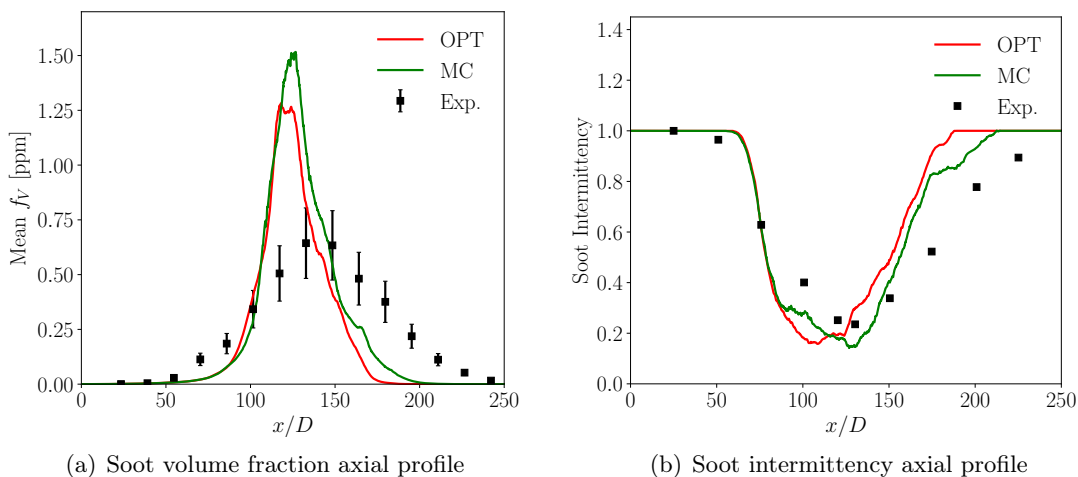 OPT
MC
Exp.
1.50
1.25
1.00
0.75
0.50
0.25
0.00
Mean f_V [ppm]
0 50 100 150 200 250
x/D
(a) Soot volume fraction axial profile
OPT
MC
Exp.
1.4
1.2
1.0
0.8
0.6
0.4
0.2
0.0
Soot Intermittency
0 50 100 150 200 250
x/D
(b) Soot intermittency axial profile